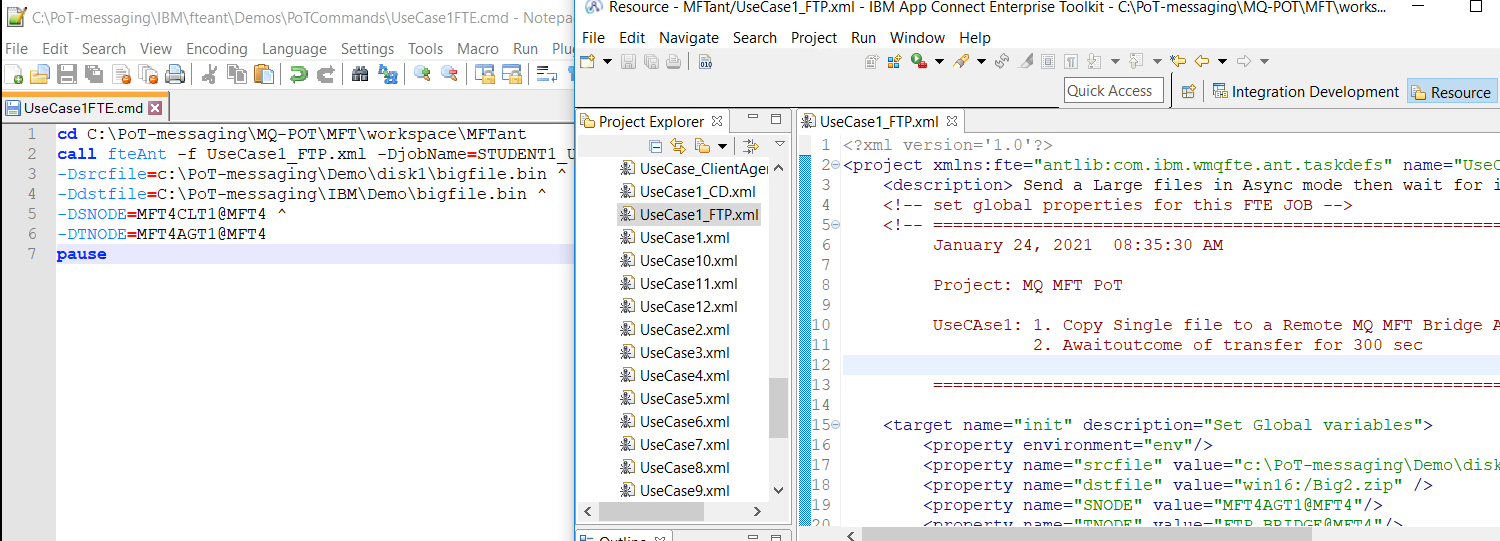 C:\PoT-messaging\IBM\fteant\Demos\PoTCommands\UseCase1FTE.cmd - Notepa
File Edit Search View Encoding Language Settings Tools Macro Run Plu
UseCase1FTE.cmd
1 cd C:\PoT-messaging\MQ-POT\MFT\workspace\MFTant
2 call fteAnt -f UseCase1_FTP.xml -DjobName=STUDENT1_U
3 -Dsrcfile=c:\PoT-messaging\Demo\disk1\bigfile.bin ^
4 -Ddstfile=C:\PoT-messaging\IBM\Demo\bigfile.bin ^
5 -DSNODE=MFT4CLT1@MFT4 ^
6 -DTNODE=MFT4AGT1@MFT4
7 pause
Resource - MFTant/UseCase1_FTP.xml - IBM App Connect Enterprise Toolkit - C:\PoT-messaging\MQ-POT\MFT\works...
File Edit Navigate Search Project Run Window Help
010
Quick Access Integration Development Resource
Project Explorer
UseCase_ClientAger
UseCase1_CD.xml
UseCase1_FTP.xml
UseCase1.xml
UseCase10.xml
UseCase11.xml
UseCase12.xml
UseCase2.xml
UseCase3.xml
UseCase4.xml
UseCase5.xml
UseCase6.xml
UseCase7.xml
UseCase8.xml
UseCase9.xml
Outline
UseCase1_FTP.xml
1 <?xml version='1.0'?>
2 <project xmlns:fte="antlib:com.ibm.wmqfte.ant.taskdefs" name="UseC
3 <description> Send a Large files in Async mode then wait for i
4 <!-- set global properties for this FTE JOB -->
5 <!-- =========================================================
6 January 24, 2021 08:35:30 AM
7
8 Project: MQ MFT PoT
9
10 UseCAse1: 1. Copy Single file to a Remote MQ MFT Bridge A
11 2. Awaitoutcome of transfer for 300 sec
12
13 =========================================================
14
15 <target name="init" description="Set Global variables">
16 <property environment="env"/>
17 <property name="srcfile" value="c:\PoT-messaging\Demo\disk
18 <property name="dstfile" value="win16:/Big2.zip" />
19 <property name="SNODE" value="MFT4AGT1@MFT4"/>
20 <property name="TNODE" value="FTP_BRIDGE@MFT4"/>